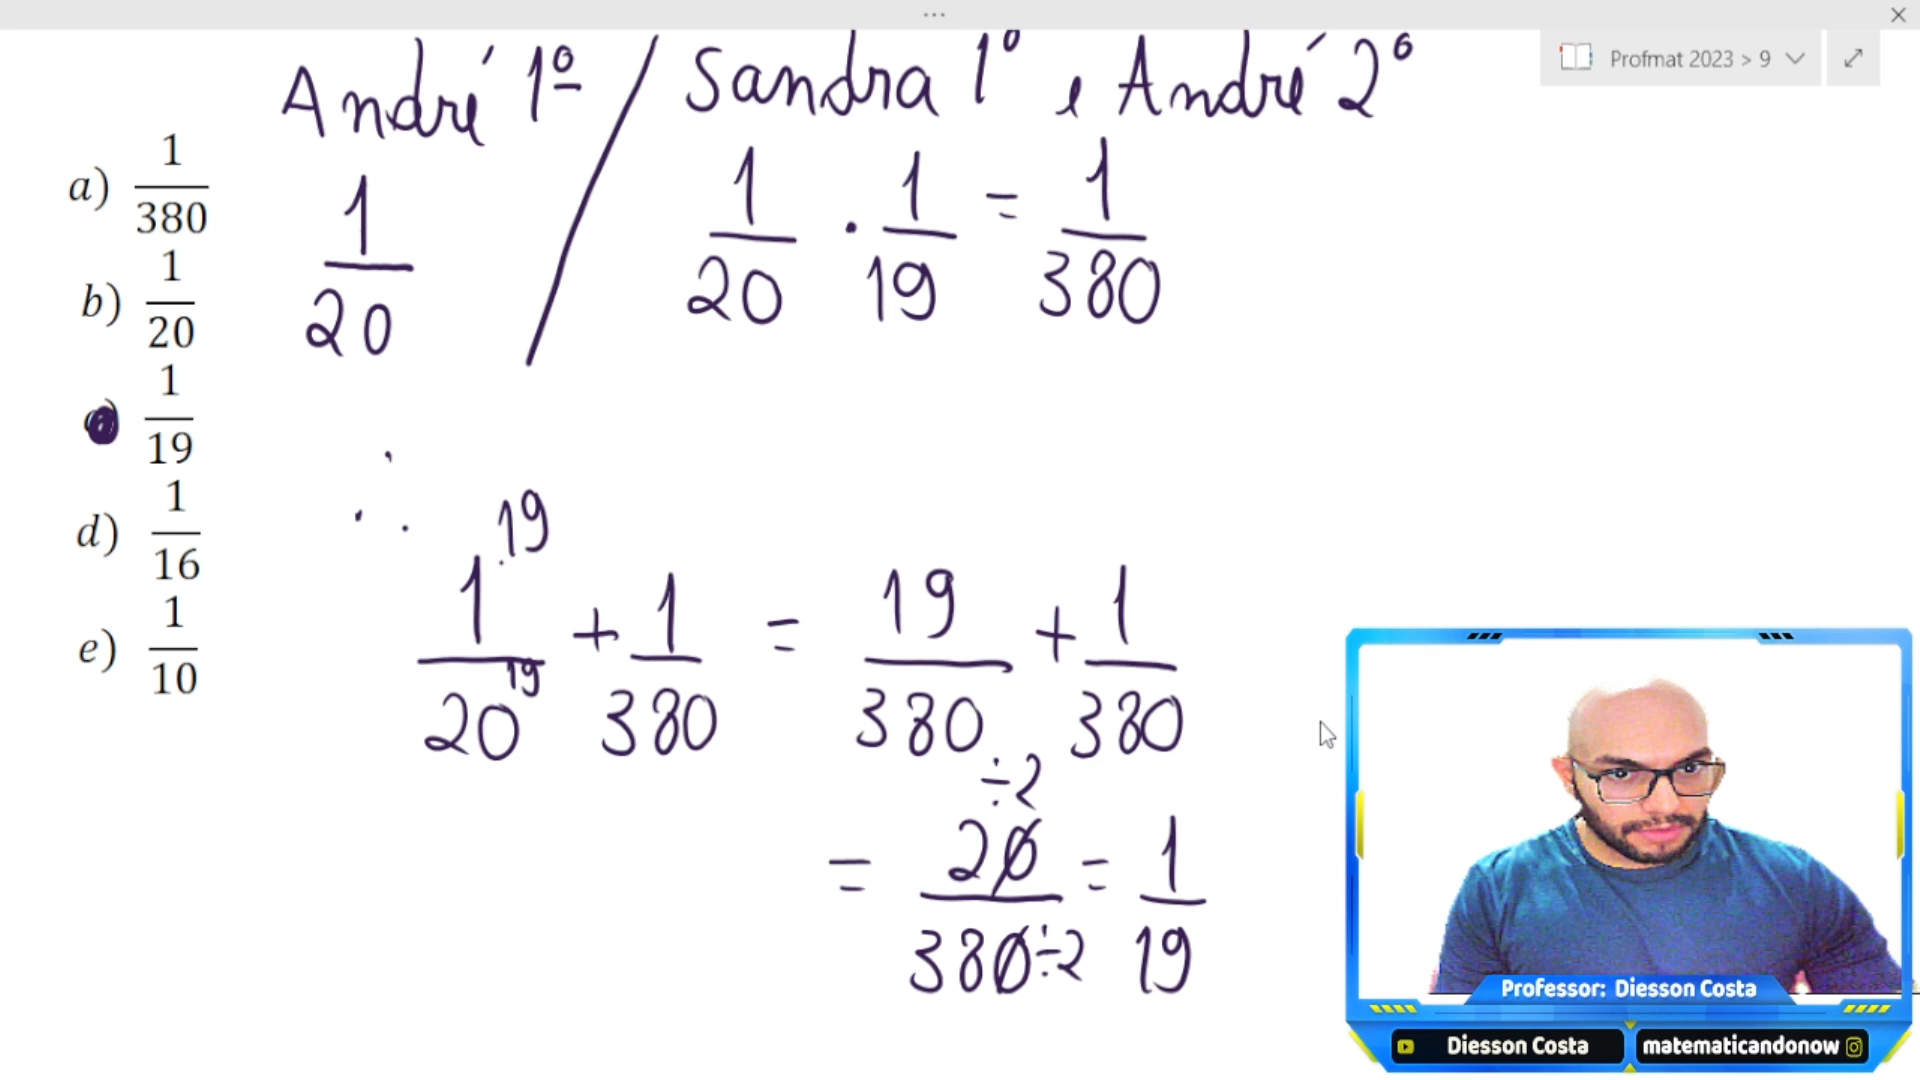 ...
Profmat 2023 > 9
André 1º / Sandra 1º e André 2º
a) 1/380
b) 1/20
1/19
d) 1/16
e) 1/10
1/20
1/20 · 1/19 = 1/380
∴ 1·19/20·19 + 1/380 = 19/380 + 1/380
= 20÷2/380÷2 = 1/19
Professor: Diesson Costa
Diesson Costa
matematicandonow